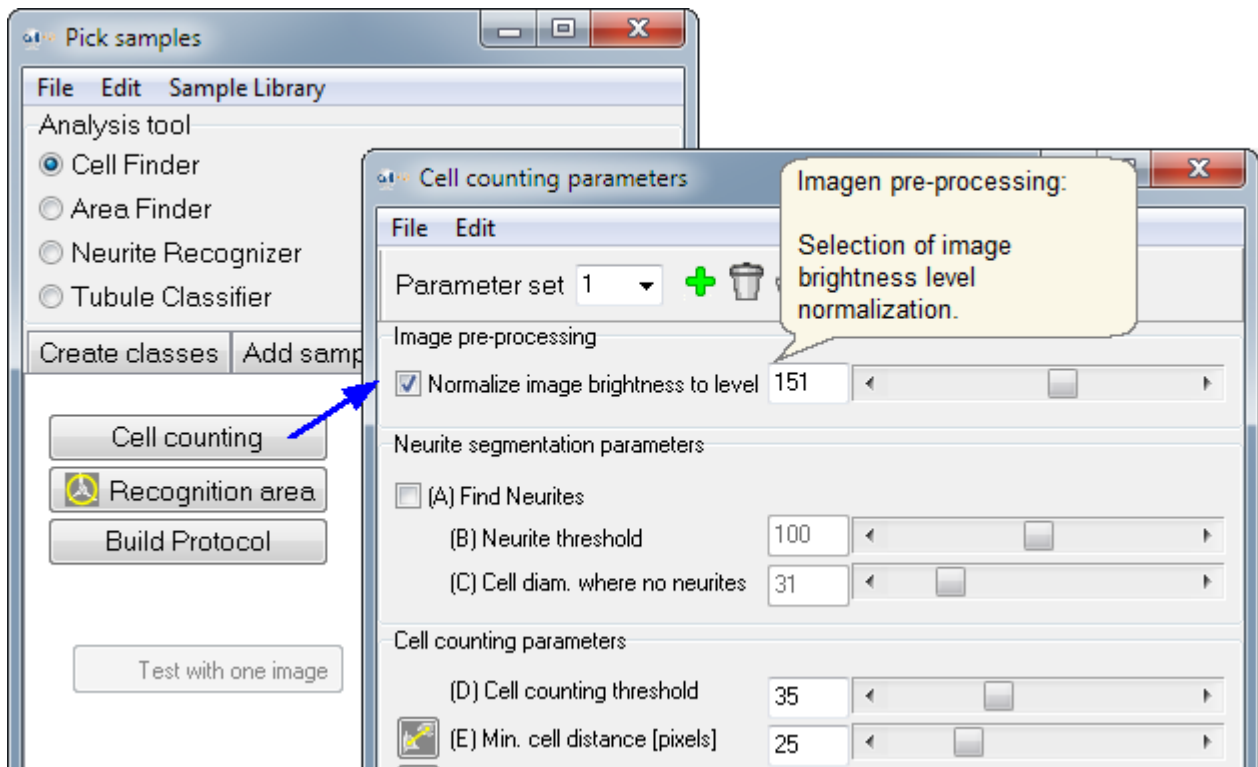 Pick samples
File Edit Sample Library
Analysis tool
Cell Finder
Area Finder
Neurite Recognizer
Tubule Classifier
Create classes Add samp
Cell counting
Recognition area
Build Protocol
Test with one image
Cell counting parameters
File Edit
Parameter set 1
Imagen pre-processing:
Selection of image
brightness level
normalization.
Image pre-processing
Normalize image brightness to level 151
Neurite segmentation parameters
(A) Find Neurites
(B) Neurite threshold 100
(C) Cell diam. where no neurites 31
Cell counting parameters
(D) Cell counting threshold 35
(E) Min. cell distance [pixels] 25